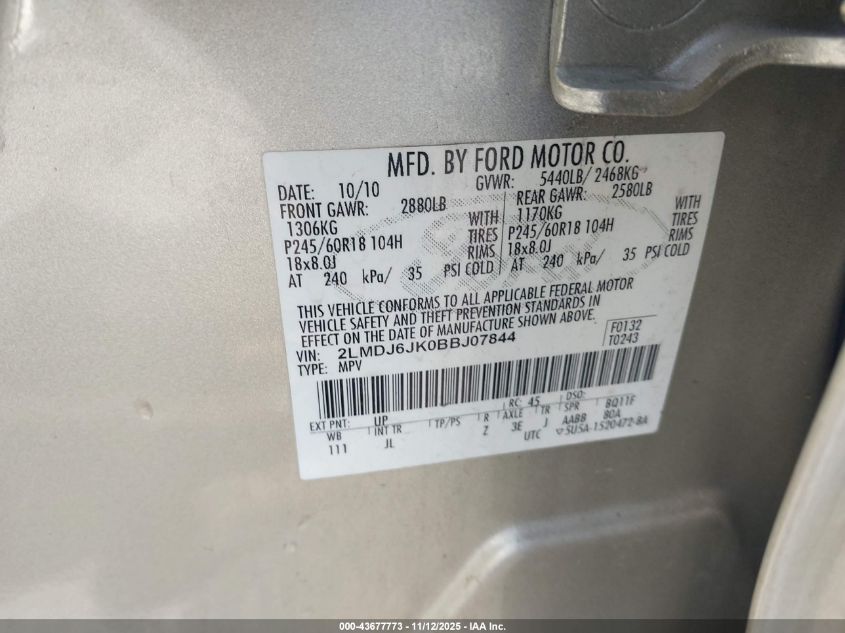 MFD. BY FORD MOTOR CO.
DATE: 10/10 GVWR: 5440LB/ 2468KG
FRONT GAWR: 2880LB REAR GAWR: 2580LB
1306KG WITH 1170KG WITH
P245/60R18 104H TIRES P245/60R18 104H TIRES
18x8.0J RIMS 18x8.0J RIMS
AT 240 kPa/ 35 PSI COLD AT 240 kPa/ 35 PSI COLD
THIS VEHICLE CONFORMS TO ALL APPLICABLE FEDERAL MOTOR
VEHICLE SAFETY AND THEFT PREVENTION STANDARDS IN
EFFECT ON THE DATE OF MANUFACTURE SHOWN ABOVE.
VIN: 2LMDJ6JK0BBJ07844 F0132
TYPE: MPV T0243
RC: 45 DSO:
EXT PNT: UP BQ11F
WB INT TR TP/PS R AXLE TR SPR 80A
111 JL Z 3E J AABB
UTC ▽5U5A-1520472-BA
000-43677773 - 11/12/2025 - IAA Inc.